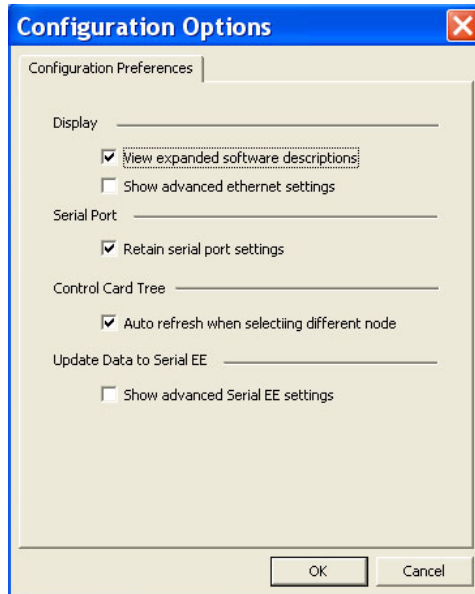 Configuration Options
Configuration Preferences
Display
View expanded software descriptions
Show advanced ethernet settings
Serial Port
Retain serial port settings
Control Card Tree
Auto refresh when selectiing different node
Update Data to Serial EE
Show advanced Serial EE settings
OK Cancel